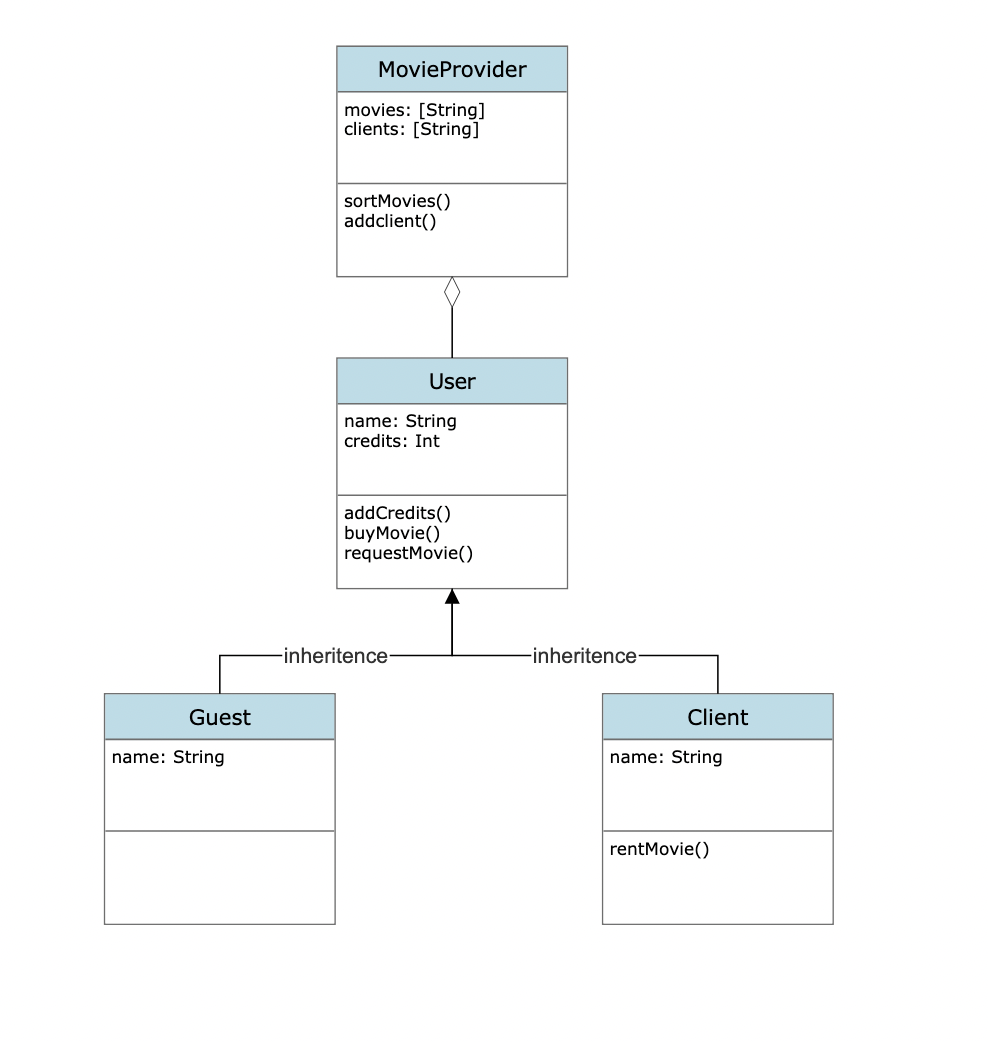 MovieProvider
movies: [String]
clients: [String]
sortMovies()
addclient()
User
name: String
credits: Int
addCredits()
buyMovie()
requestMovie()
inheritence
inheritence
Guest
name: String
Client
name: String
rentMovie()